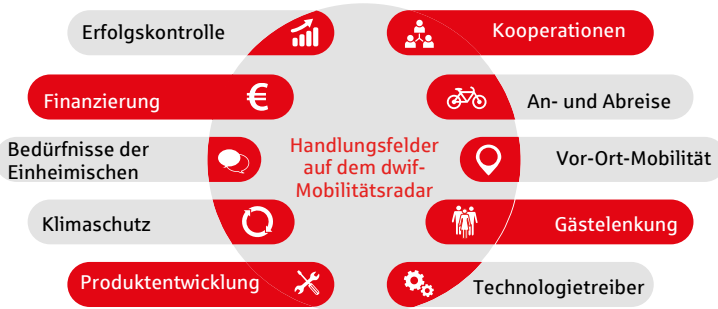 Erfolgskontrolle
Kooperationen
Finanzierung
€
An- und Abreise
Bedürfnisse der
Einheimischen
Handlungsfelder
auf dem dwif-
Mobilitätsradar
Vor-Ort-Mobilität
Klimaschutz
Gästelenkung
Produktentwicklung
Technologietreiber